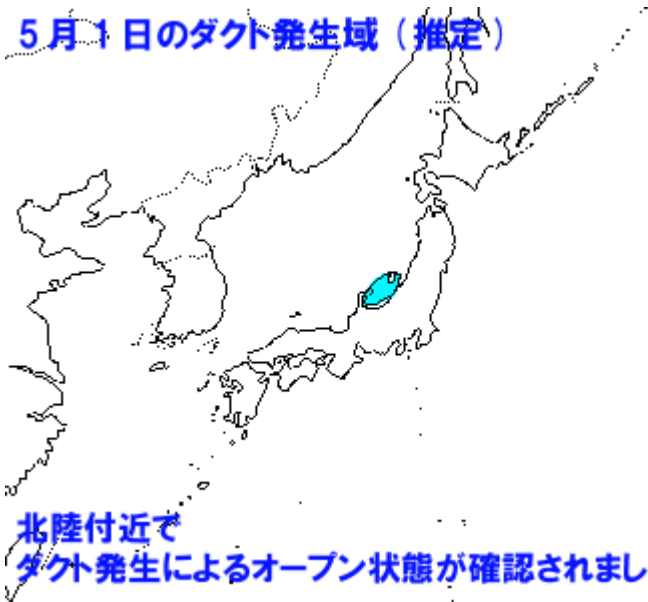 5月1日のダクト発生域(推定)
北陸付近で
ダクト発生によるオープン状態が確認されまし